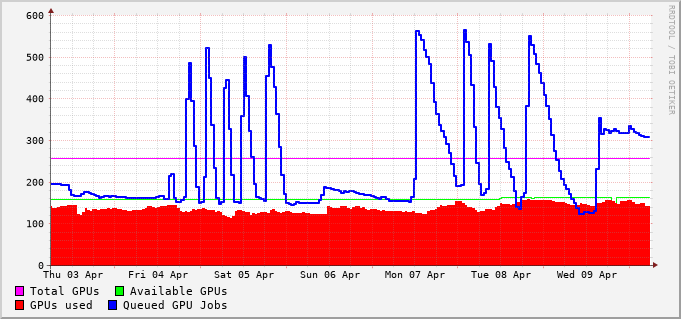 RRDTOOL / TOBI OETIKER
600
500
400
300
200
100
0
Thu 03 Apr Fri 04 Apr Sat 05 Apr Sun 06 Apr Mon 07 Apr Tue 08 Apr Wed 09 Apr
Total GPUs Available GPUs
GPUs used Queued GPU Jobs